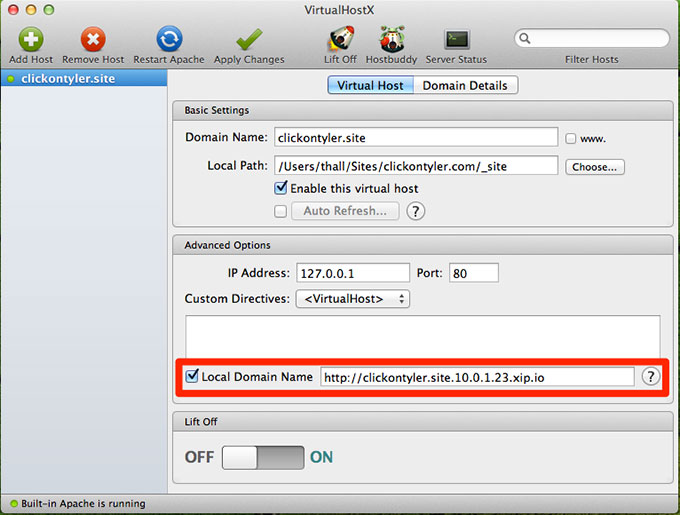 VirtualHostX
Add Host Remove Host Restart Apache Apply Changes Lift Off Hostbuddy Server Status Filter Hosts
clickontyler.site
Virtual Host Domain Details
Basic Settings
Domain Name: clickontyler.site www.
Local Path: /Users/thall/Sites/clickontyler.com/_site Choose...
Enable this virtual host
Auto Refresh... ?
Advanced Options
IP Address: 127.0.0.1 Port: 80
Custom Directives: <VirtualHost>
Local Domain Name http://clickontyler.site.10.0.1.23.xip.io ?
Lift Off
OFF ON
Built-in Apache is running